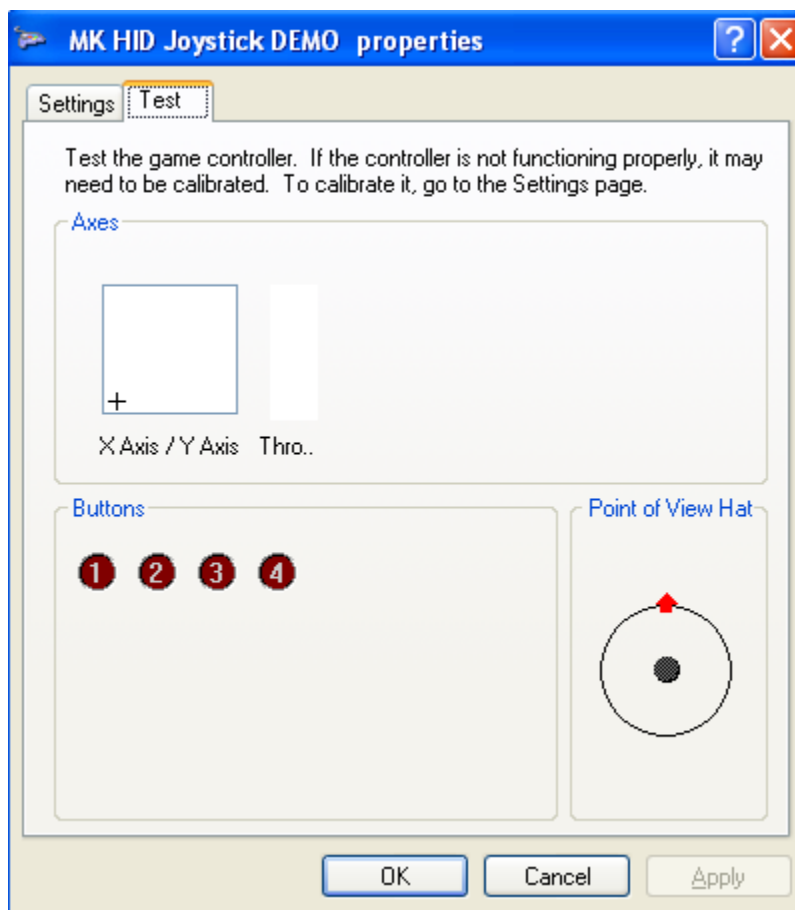 MK HID Joystick DEMO properties
?
Settings Test
Test the game controller. If the controller is not functioning properly, it may
need to be calibrated. To calibrate it, go to the Settings page.
Axes
X Axis / Y Axis Thro..
Buttons
1 2 3 4
Point of View Hat
OK Cancel Apply